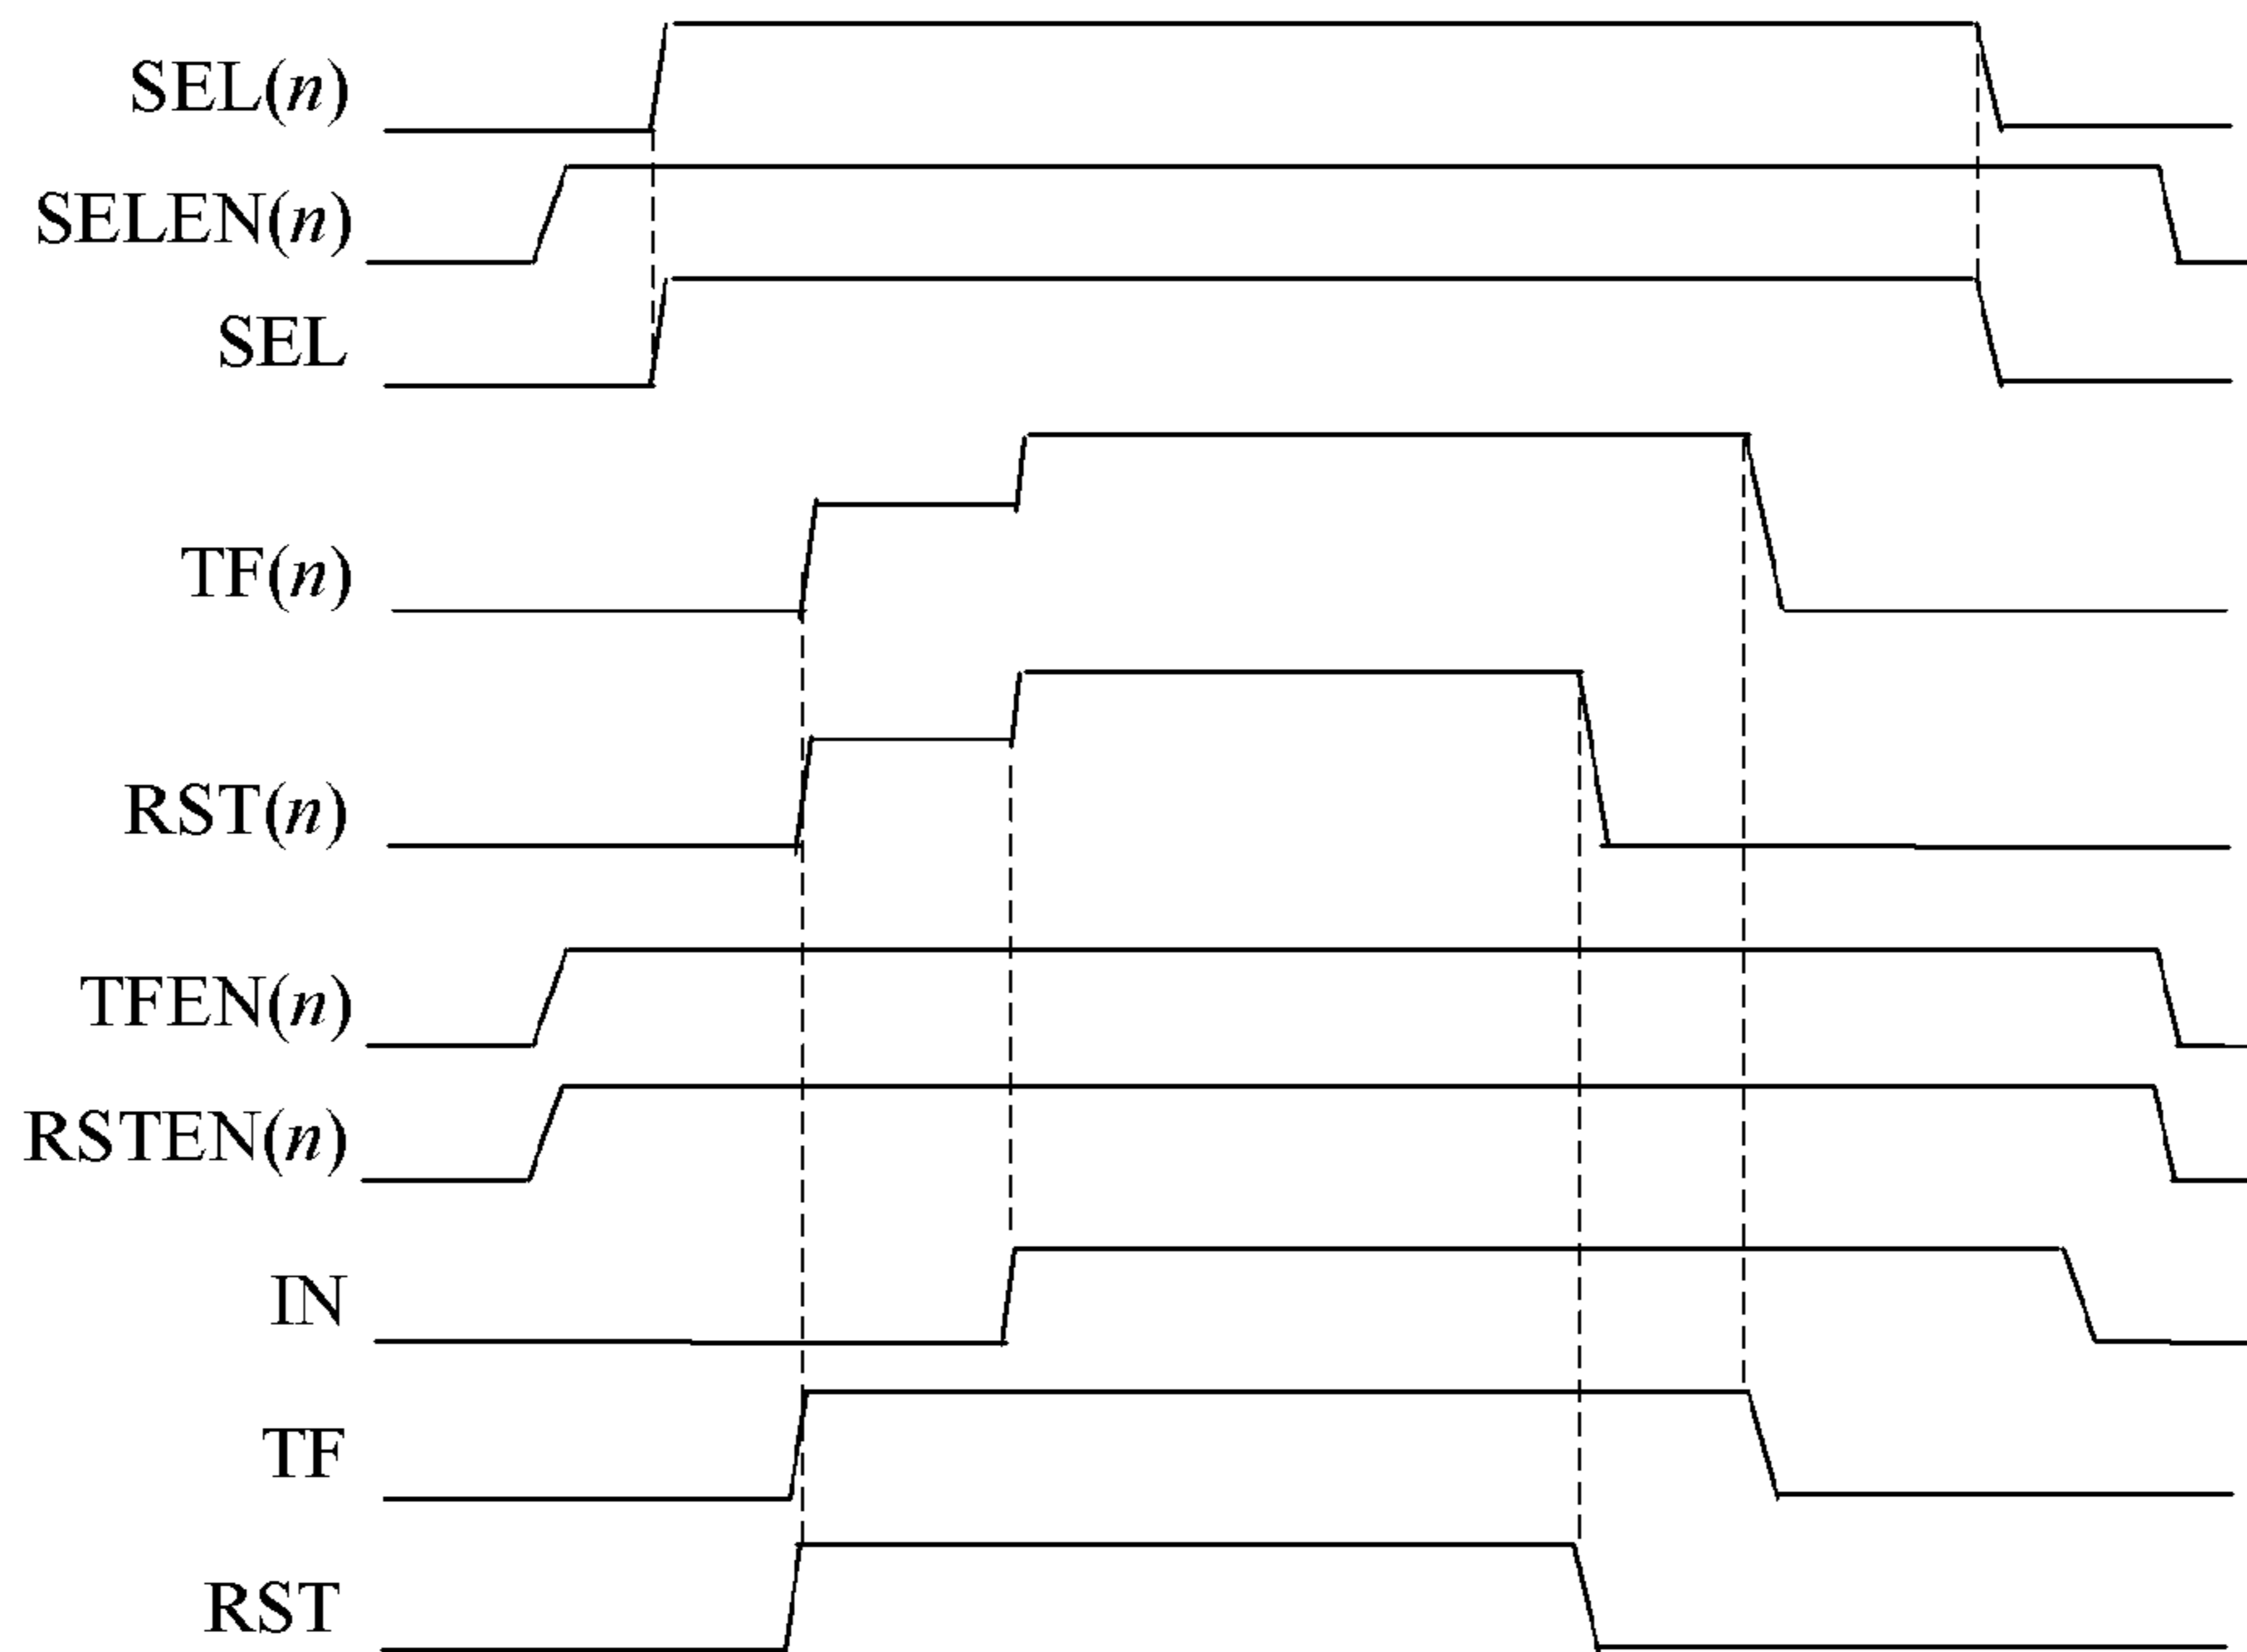 SEL(n)
SELEN(n)
SEL
TF(n)
RST(n)
TFEN(n)
RSTEN(n)
IN
TF
RST